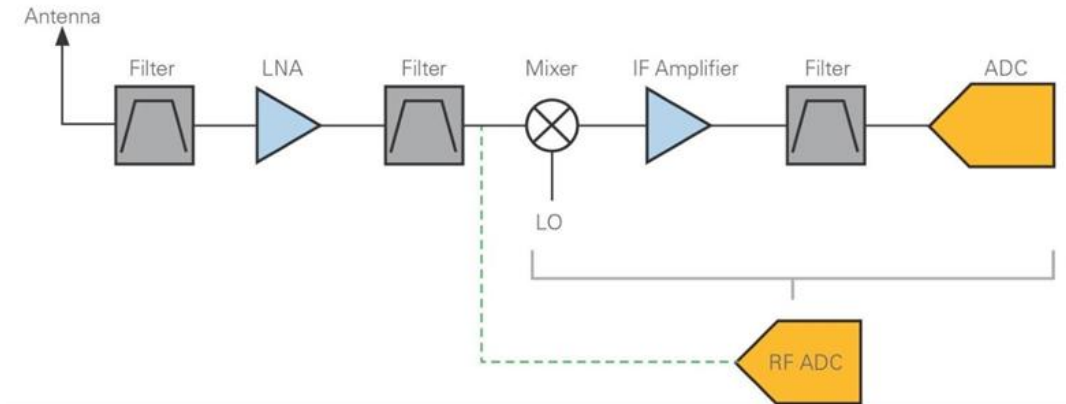 Antenna
Filter
LNA
Filter
Mixer
IF Amplifier
Filter
ADC
LO
RF ADC